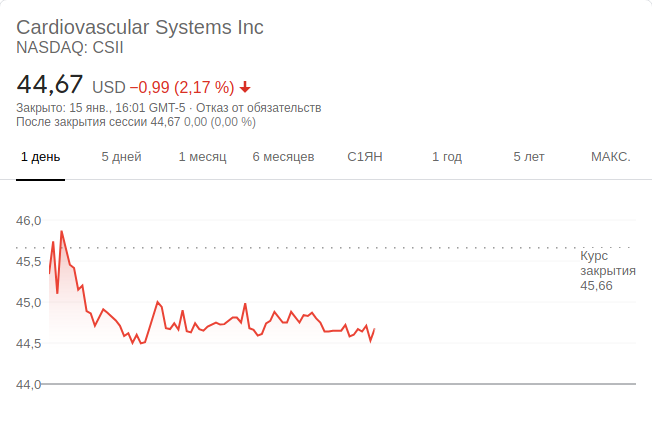 Cardiovascular Systems Inc
NASDAQ: CSII
44,67 USD −0,99 (2,17 %)
Закрыто: 15 янв., 16:01 GMT-5 · Отказ от обязательств
После закрытия сессии 44,67 0,00 (0,00 %)
1 день 5 дней 1 месяц 6 месяцев С1ЯН 1 год 5 лет МАКС.
46,0
45,5
45,0
44,5
44,0
Курс
закрытия
45,66